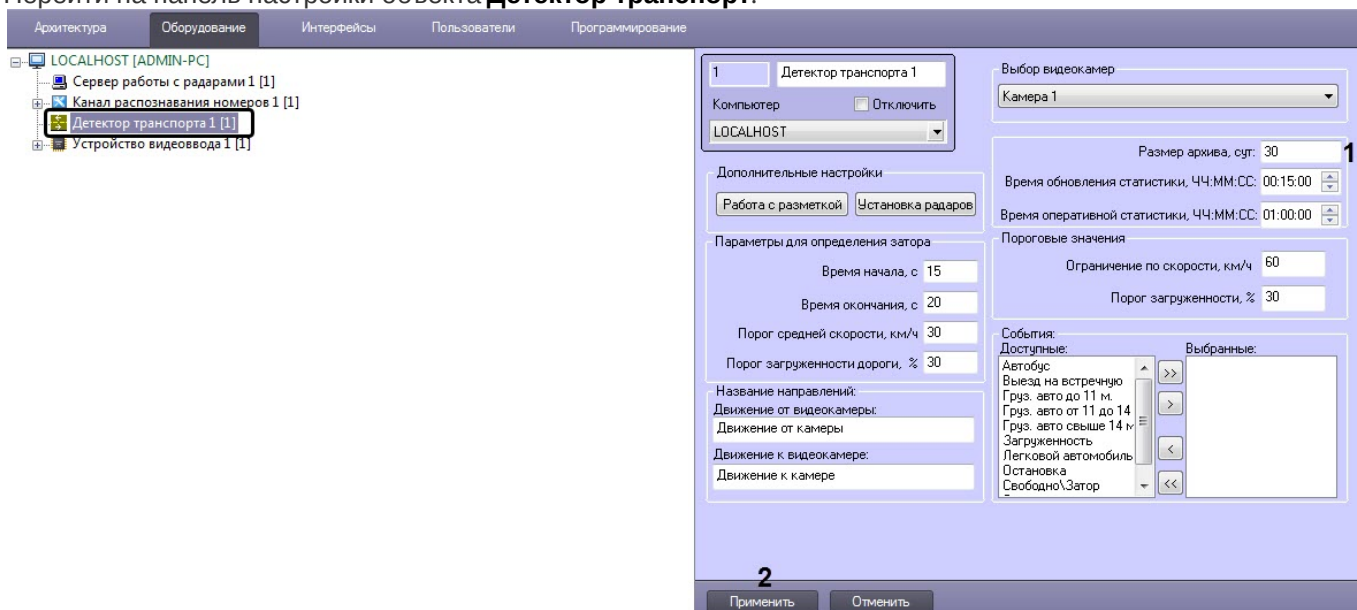 Перейти на панель настройки объекта Детектор транспорт.
Архитектура Оборудование Интерфейсы Пользователи Программирование
LOCALHOST [ADMIN-PC]
Сервер работы с радарами 1 [1]
Канал распознавания номеров 1 [1]
Детектор транспорта 1 [1]
Устройство видеоввода 1 [1]
1 Детектор транспорта 1
Компьютер Отключить
LOCALHOST
Дополнительные настройки
Работа с разметкой Установка радаров
Параметры для определения затора
Время начала, с 15
Время окончания, с 20
Порог средней скорости, км/ч 30
Порог загруженности дороги, % 30
Название направлений:
Движение от видеокамеры:
Движение от камеры
Движение к видеокамере:
Движение к камере
Выбор видеокамер
Камера 1
Размер архива, сут: 30 1
Время обновления статистики, ЧЧ:ММ:СС: 00:15:00
Время оперативной статистики, ЧЧ:ММ:СС: 01:00:00
Пороговые значения
Ограничение по скорости, км/ч 60
Порог загруженности, % 30
События:
Доступные: Выбранные:
Автобус
Выезд на встречную
Груз. авто до 11 м.
Груз. авто от 11 до 14
Груз. авто свыше 14 м
Загруженность
Легковой автомобиль
Остановка
Свободно\Затор
>>
>
<
<<
2
Применить Отменить